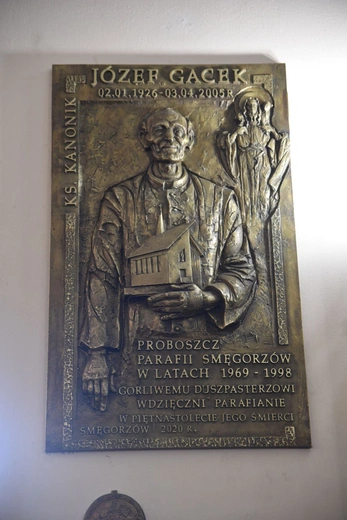 KS. KANONIK
JÓZEF GACEK
02.01.1926-03.04.2005R.
PROBOSZCZ
PARAFII SMĘGORZÓW
W LATACH 1969-1998
GORLIWEMU DUSZPASTERZOWI
WDZIĘCZNI PARAFIANIE
W PIĘTNASTOLECIE JEGO ŚMIERCI
SMĘGORZÓW 2020 R.